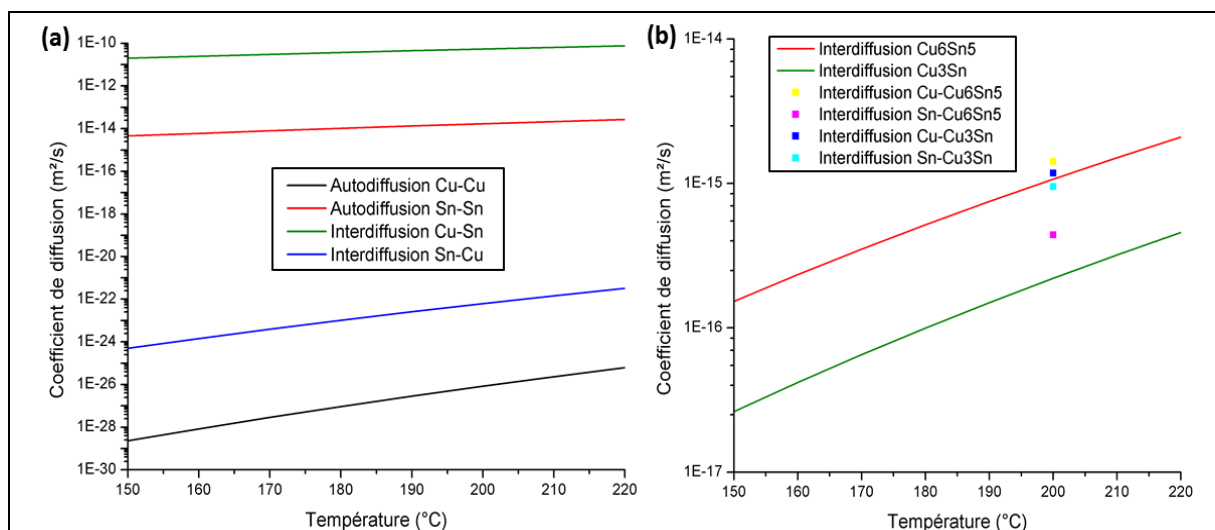 (a)
Coefficient de diffusion (m²/s)
1E-10
1E-12
1E-14
1E-16
1E-18
1E-20
1E-22
1E-24
1E-26
1E-28
1E-30
Autodiffusion Cu-Cu
Autodiffusion Sn-Sn
Interdiffusion Cu-Sn
Interdiffusion Sn-Cu
150 160 170 180 190 200 210 220
Température (°C)
(b)
Coefficient de diffusion (m²/s)
1E-14
1E-15
1E-16
1E-17
Interdiffusion Cu6Sn5
Interdiffusion Cu3Sn
Interdiffusion Cu-Cu6Sn5
Interdiffusion Sn-Cu6Sn5
Interdiffusion Cu-Cu3Sn
Interdiffusion Sn-Cu3Sn
150 160 170 180 190 200 210 220
Température (°C)